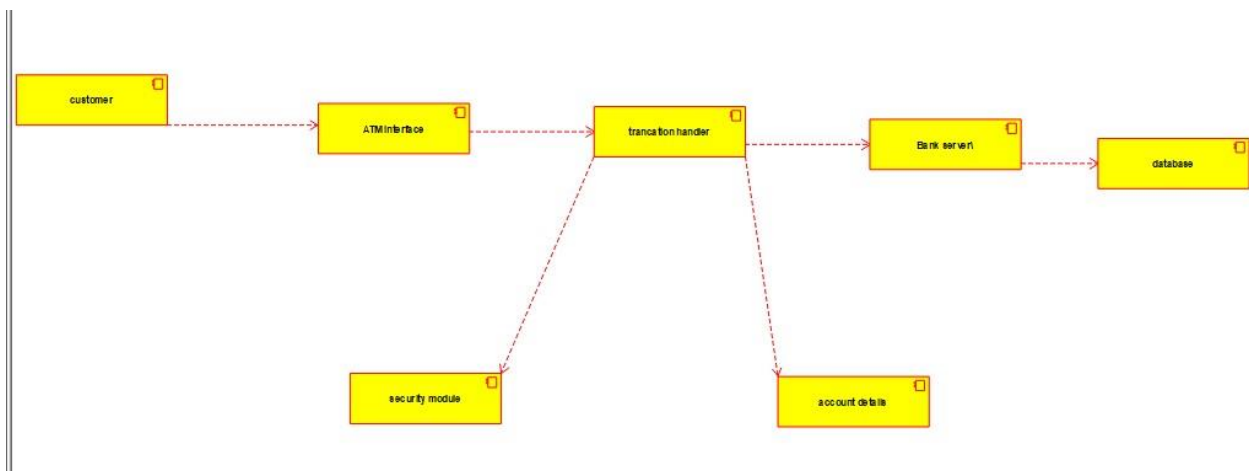 customer
ATM interface
trancation handler
Bank server\
database
security module
account details